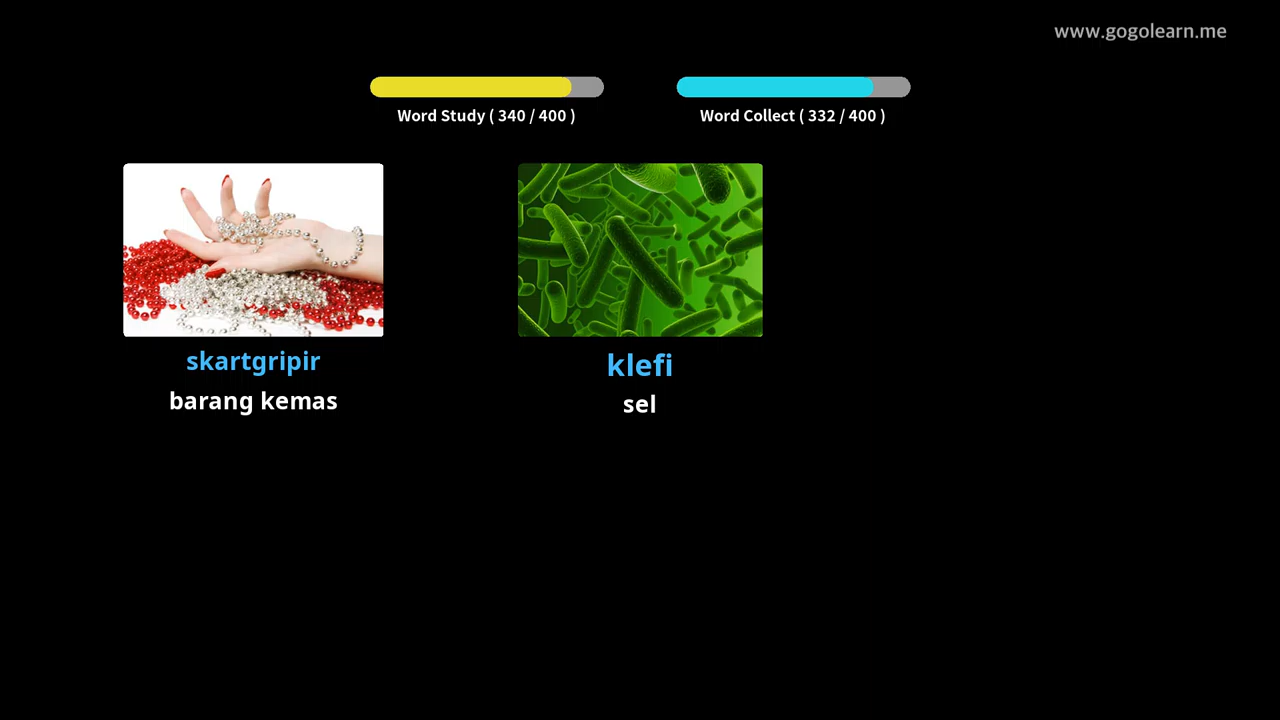 www.gogolearn.me
Word Study ( 340 / 400 )
Word Collect ( 332 / 400 )
skartgripir
barang kemas
klefi
sel